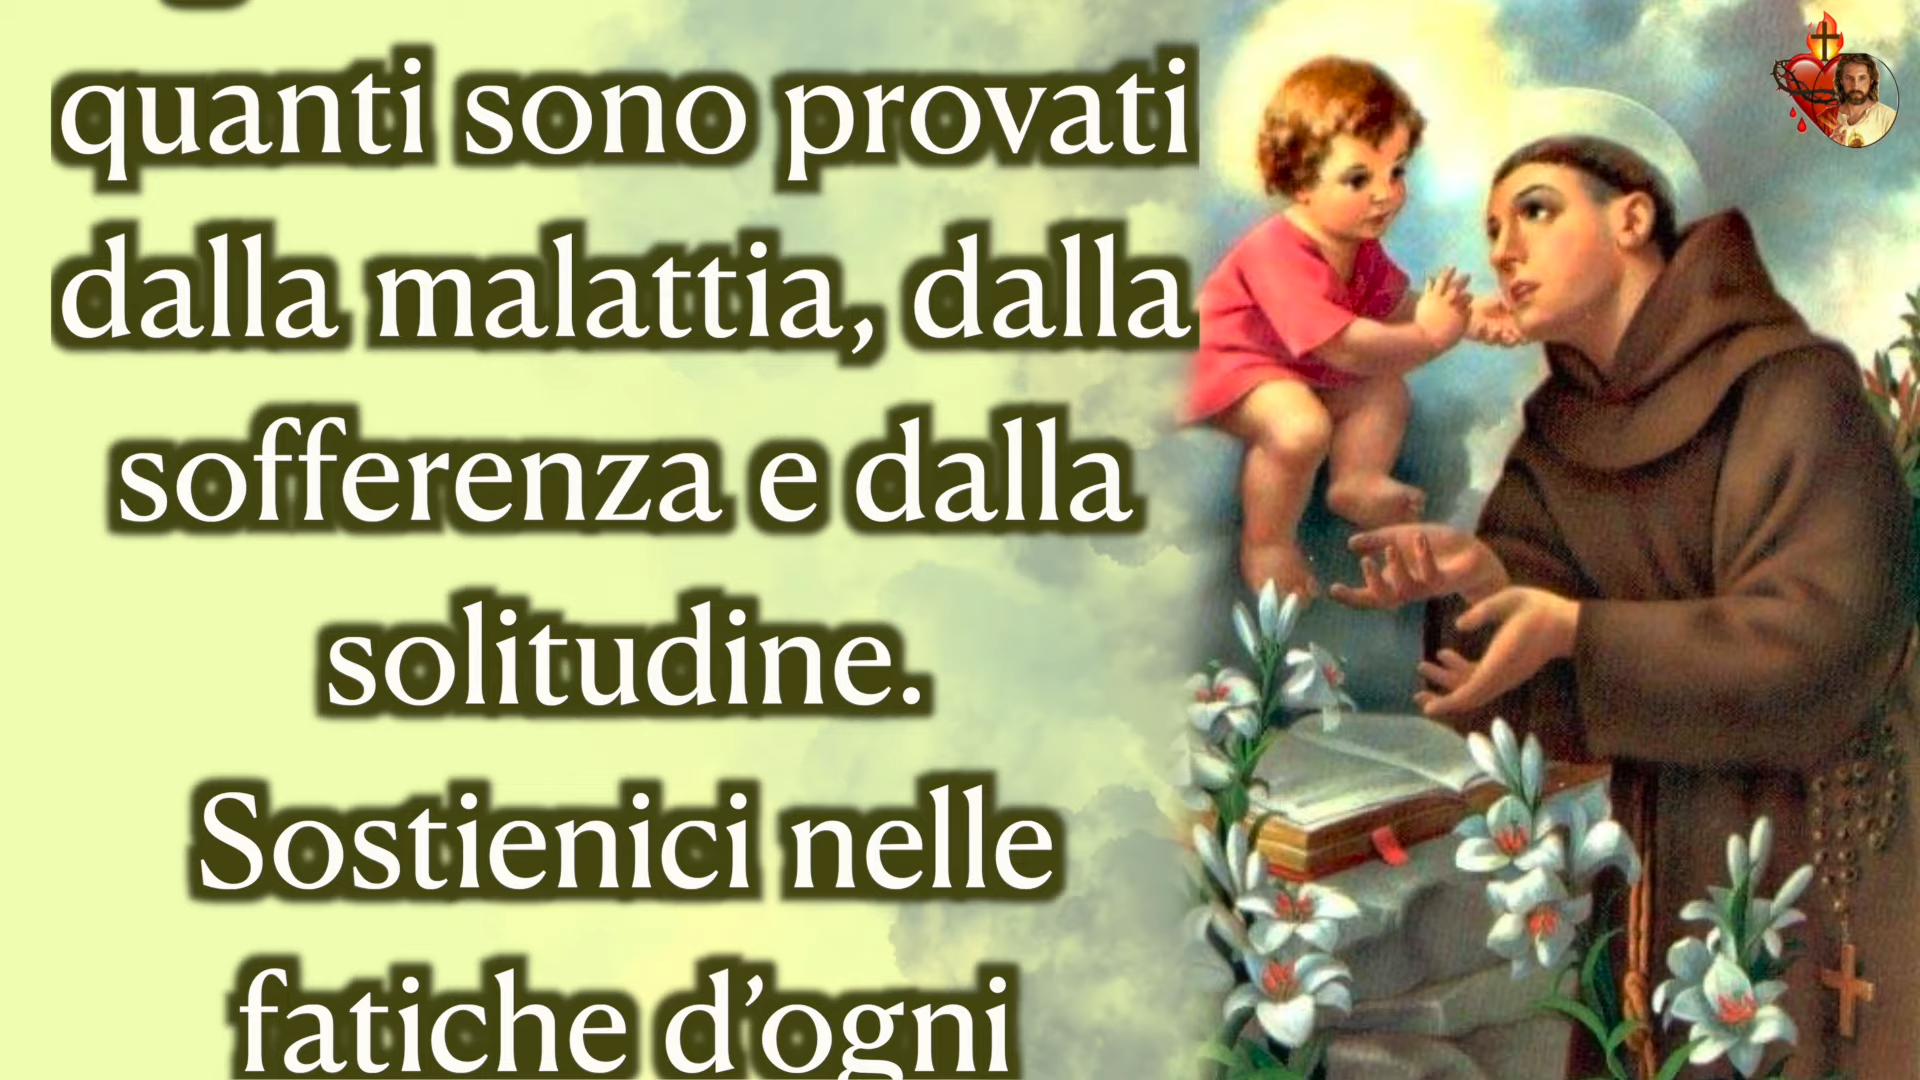 quanti sono provati
dalla malattia, dalla
sofferenza e dalla
solitudine.
Sostienici nelle
fatiche d’ogni